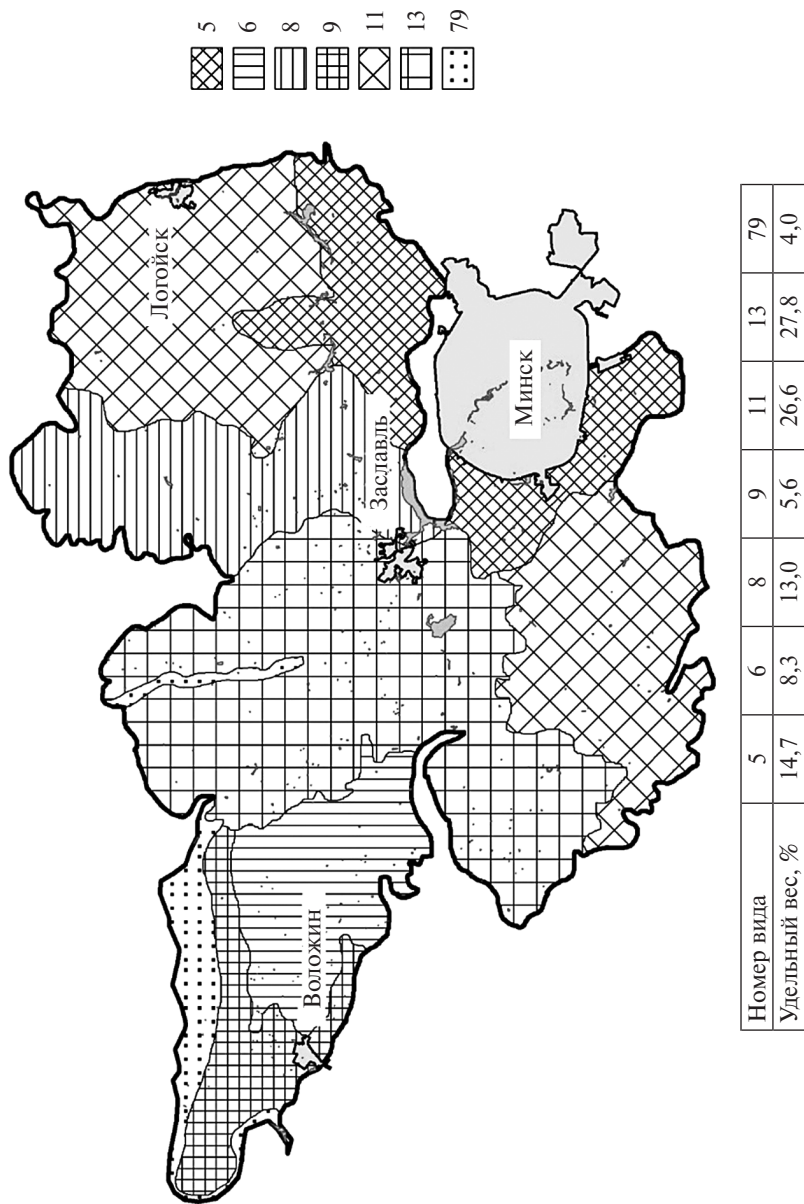 Логойск
Заславль
Минск
Воложин
5
6
8
9
11
13
79
Номер вида 5 6 8 9 11 13 79
Удельный вес, % 14,7 8,3 13,0 5,6 26,6 27,8 4,0